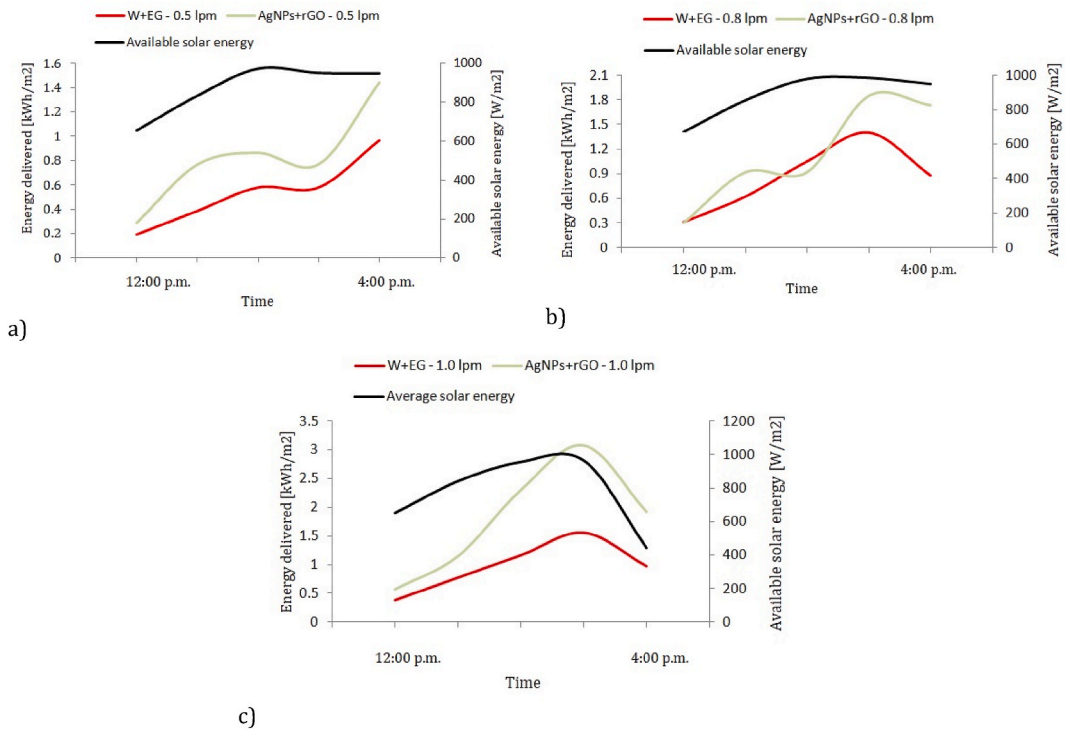 W+EG - 0.5 lpm AgNPs+rGO - 0.5 lpm
Available solar energy
Energy delivered [kWh/m2]
1.6
1.4
1.2
1
0.8
0.6
0.4
0.2
0
1000
800
600
400
200
0
Available solar energy [W/m2]
12:00 p.m. 4:00 p.m.
Time
a)
W+EG - 0.8 lpm AgNPs+rGO - 0.8 lpm
Available solar energy
Energy delivered [kWh/m2]
2.1
1.8
1.5
1.2
0.9
0.6
0.3
0
1000
800
600
400
200
0
Available solar energy [W/m2]
12:00 p.m. 4:00 p.m.
Time
b)
W+EG - 1.0 lpm AgNPs+rGO - 1.0 lpm
Average solar energy
Energy delivered [kWh/m2]
3.5
3
2.5
2
1.5
1
0.5
0
1200
1000
800
600
400
200
0
Available solar energy [W/m2]
12:00 p.m. 4:00 p.m.
Time
c)